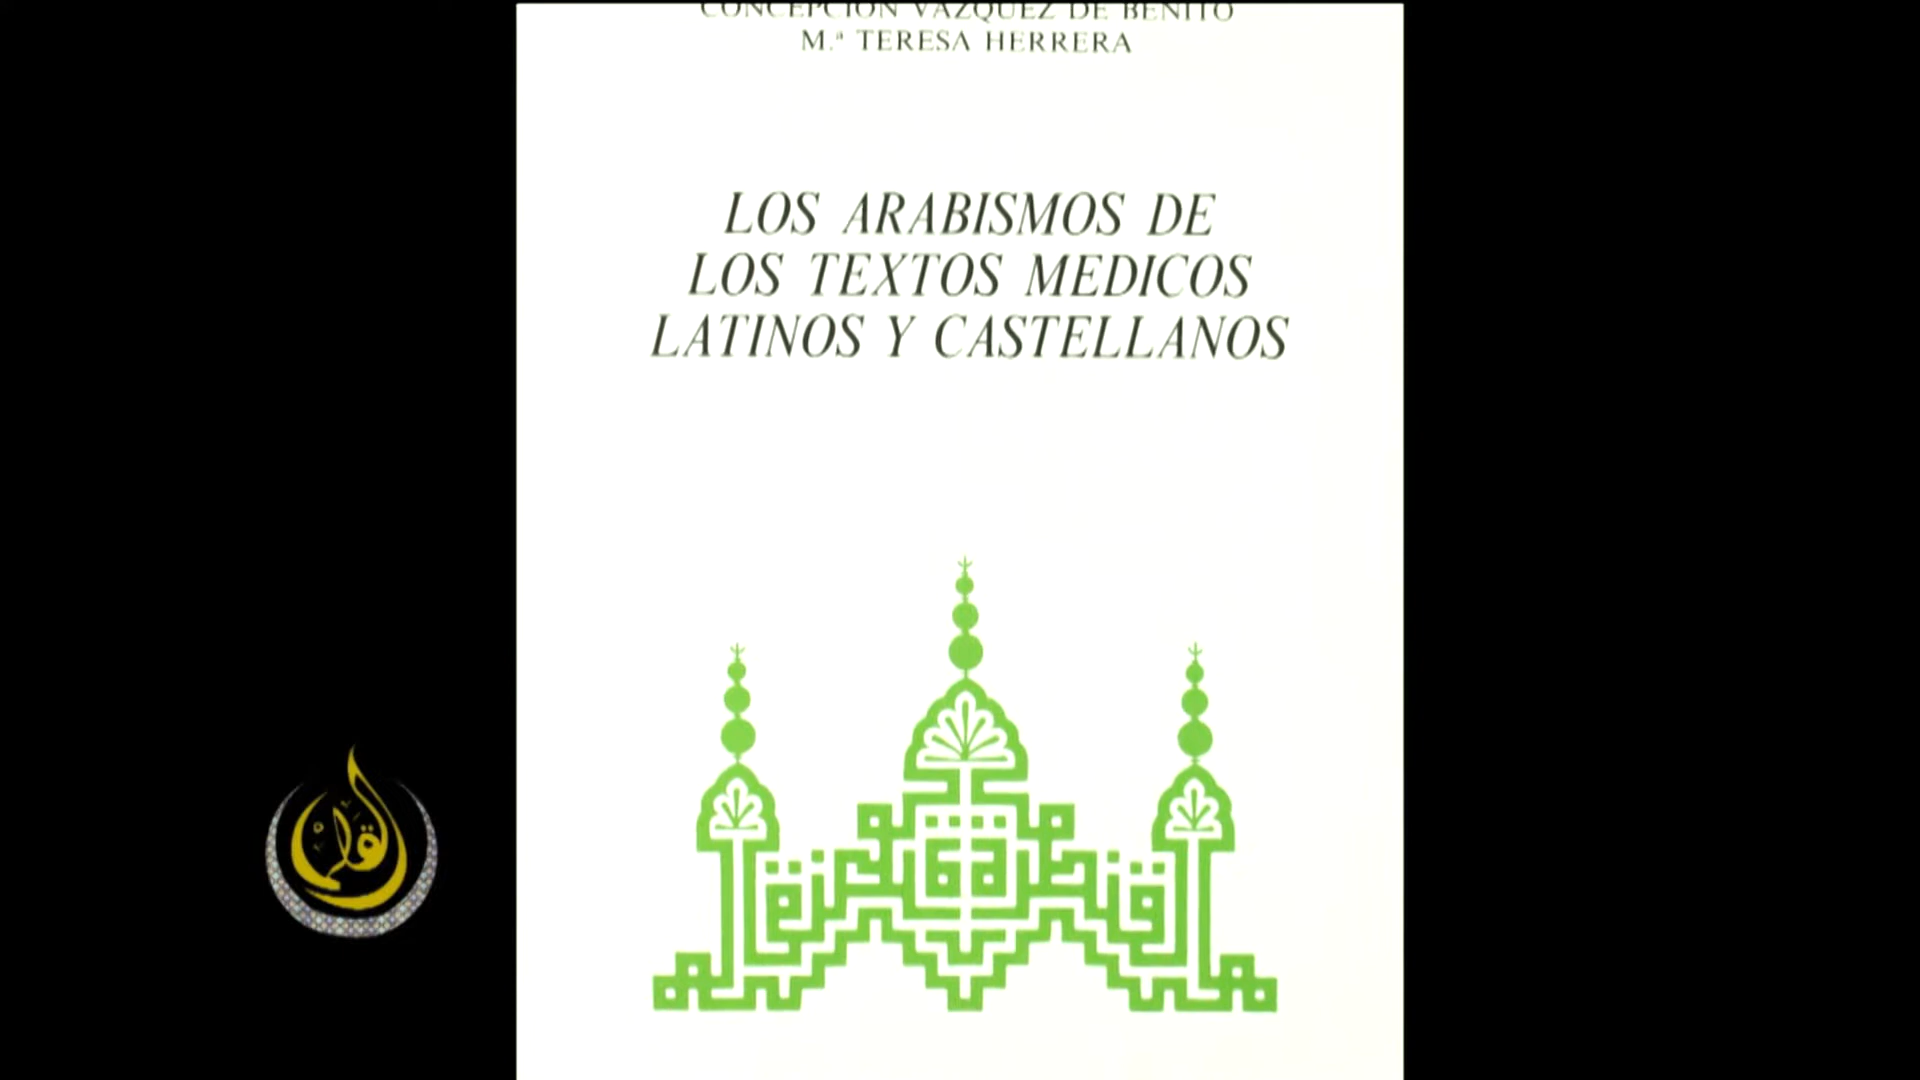 CONCEPCION VAZQUEZ DE BENITO
M.ª TERESA HERRERA
LOS ARABISMOS DE
LOS TEXTOS MEDICOS
LATINOS Y CASTELLANOS